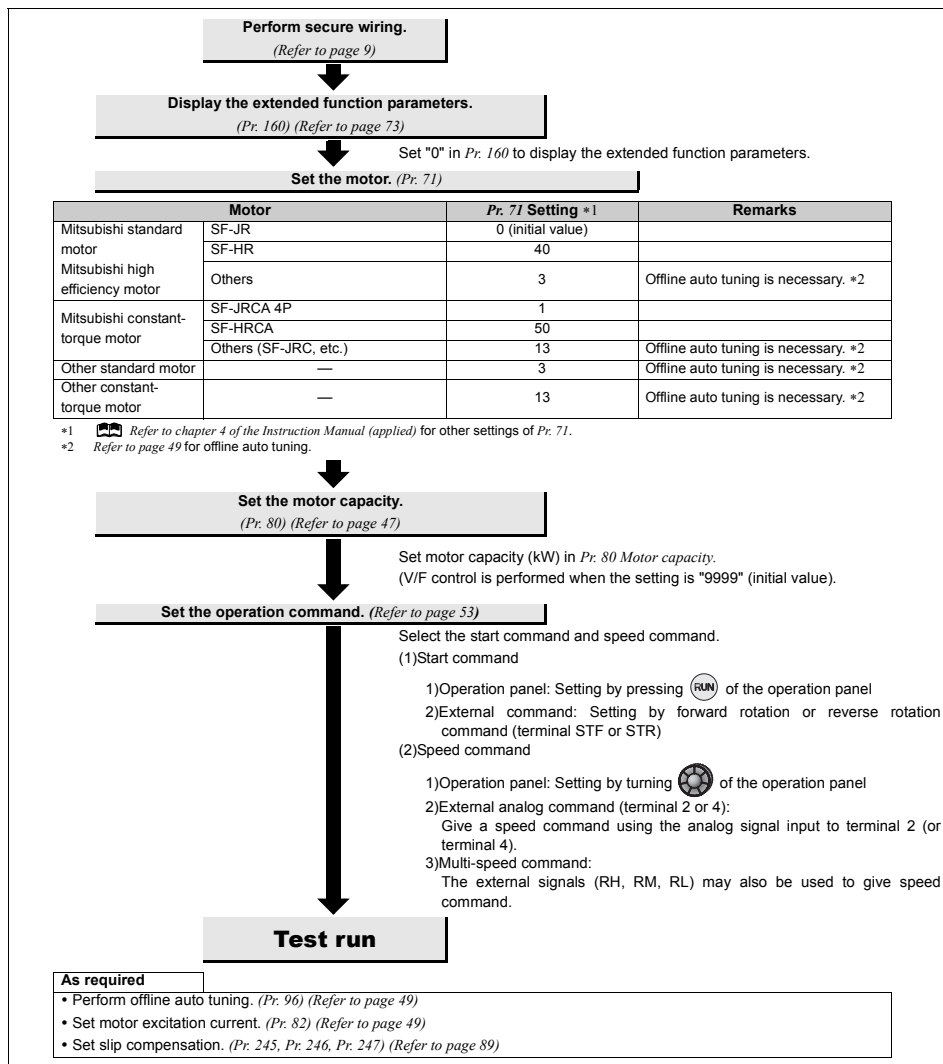 Perform secure wiring.
(Refer to page 9)
Display the extended function parameters.
(Pr. 160) (Refer to page 73)
Set "0" in Pr. 160 to display the extended function parameters.
Set the motor. (Pr. 71)
Motor Pr. 71 Setting *1 Remarks
Mitsubishi standard motor Mitsubishi high efficiency motor SF-JR 0 (initial value)
SF-HR 40
Others 3 Offline auto tuning is necessary. *2
Mitsubishi constant-torque motor SF-JRCA 4P 1
SF-HRCA 50
Others (SF-JRC, etc.) 13 Offline auto tuning is necessary. *2
Other standard motor — 3 Offline auto tuning is necessary. *2
Other constant-torque motor — 13 Offline auto tuning is necessary. *2
*1 Refer to chapter 4 of the Instruction Manual (applied) for other settings of Pr. 71.
*2 Refer to page 49 for offline auto tuning.
Set the motor capacity.
(Pr. 80) (Refer to page 47)
Set motor capacity (kW) in Pr. 80 Motor capacity.
(V/F control is performed when the setting is "9999" (initial value).
Set the operation command. (Refer to page 53)
Select the start command and speed command.
(1)Start command
1)Operation panel: Setting by pressing RUN of the operation panel
2)External command: Setting by forward rotation or reverse rotation
command (terminal STF or STR)
(2)Speed command
1)Operation panel: Setting by turning of the operation panel
2)External analog command (terminal 2 or 4):
Give a speed command using the analog signal input to terminal 2 (or
terminal 4).
3)Multi-speed command:
The external signals (RH, RM, RL) may also be used to give speed
command.
Test run
As required
• Perform offline auto tuning. (Pr. 96) (Refer to page 49)
• Set motor excitation current. (Pr. 82) (Refer to page 49)
• Set slip compensation. (Pr. 245, Pr. 246, Pr. 247) (Refer to page 89)